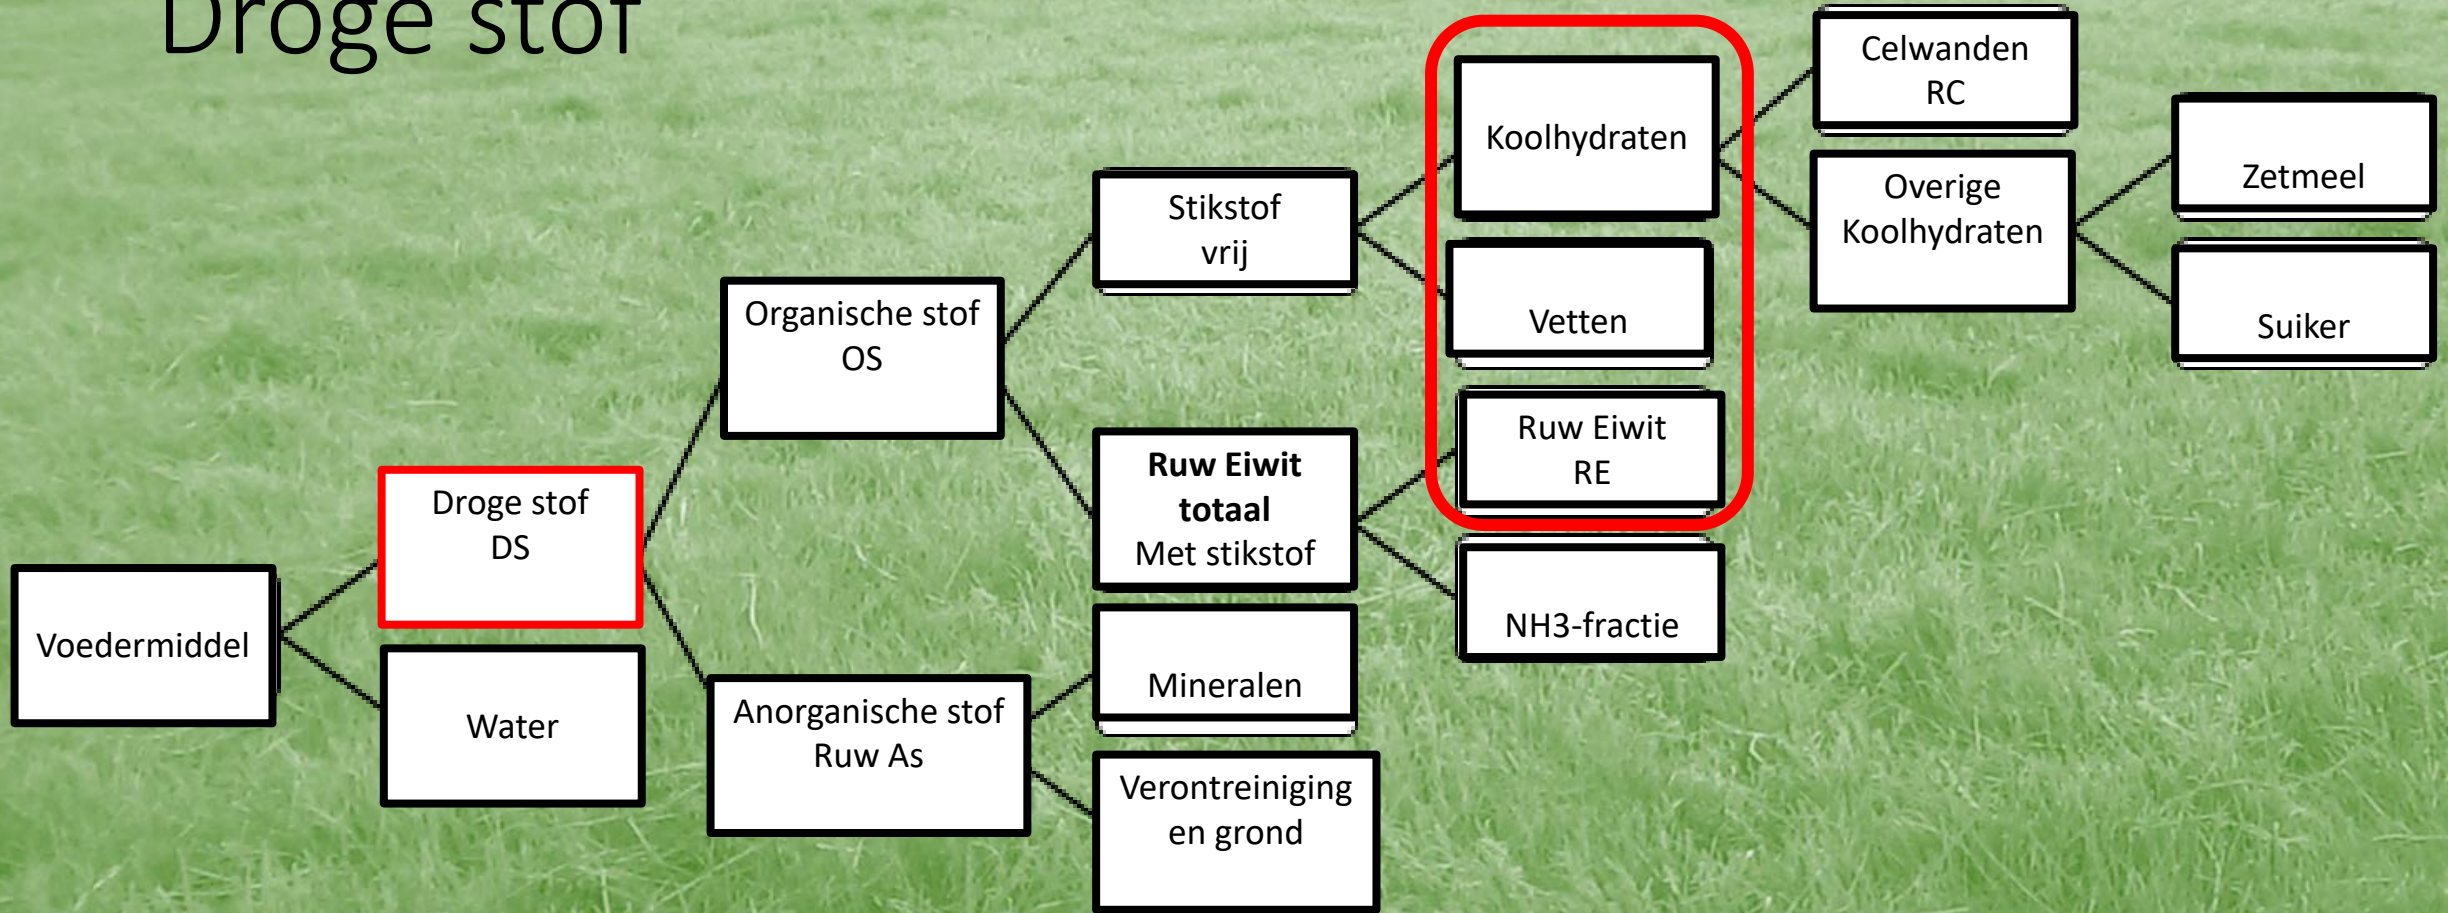 Droge stof
Voedermiddel
Droge stof
DS
Water
Organische stof
OS
Anorganische stof
Ruw As
Stikstof
vrij
Ruw Eiwit
totaal
Met stikstof
Mineralen
Verontreiniging
en grond
Koolhydraten
Vetten
Ruw Eiwit
RE
NH3-fractie
Celwanden
RC
Overige
Koolhydraten
Zetmeel
Suiker